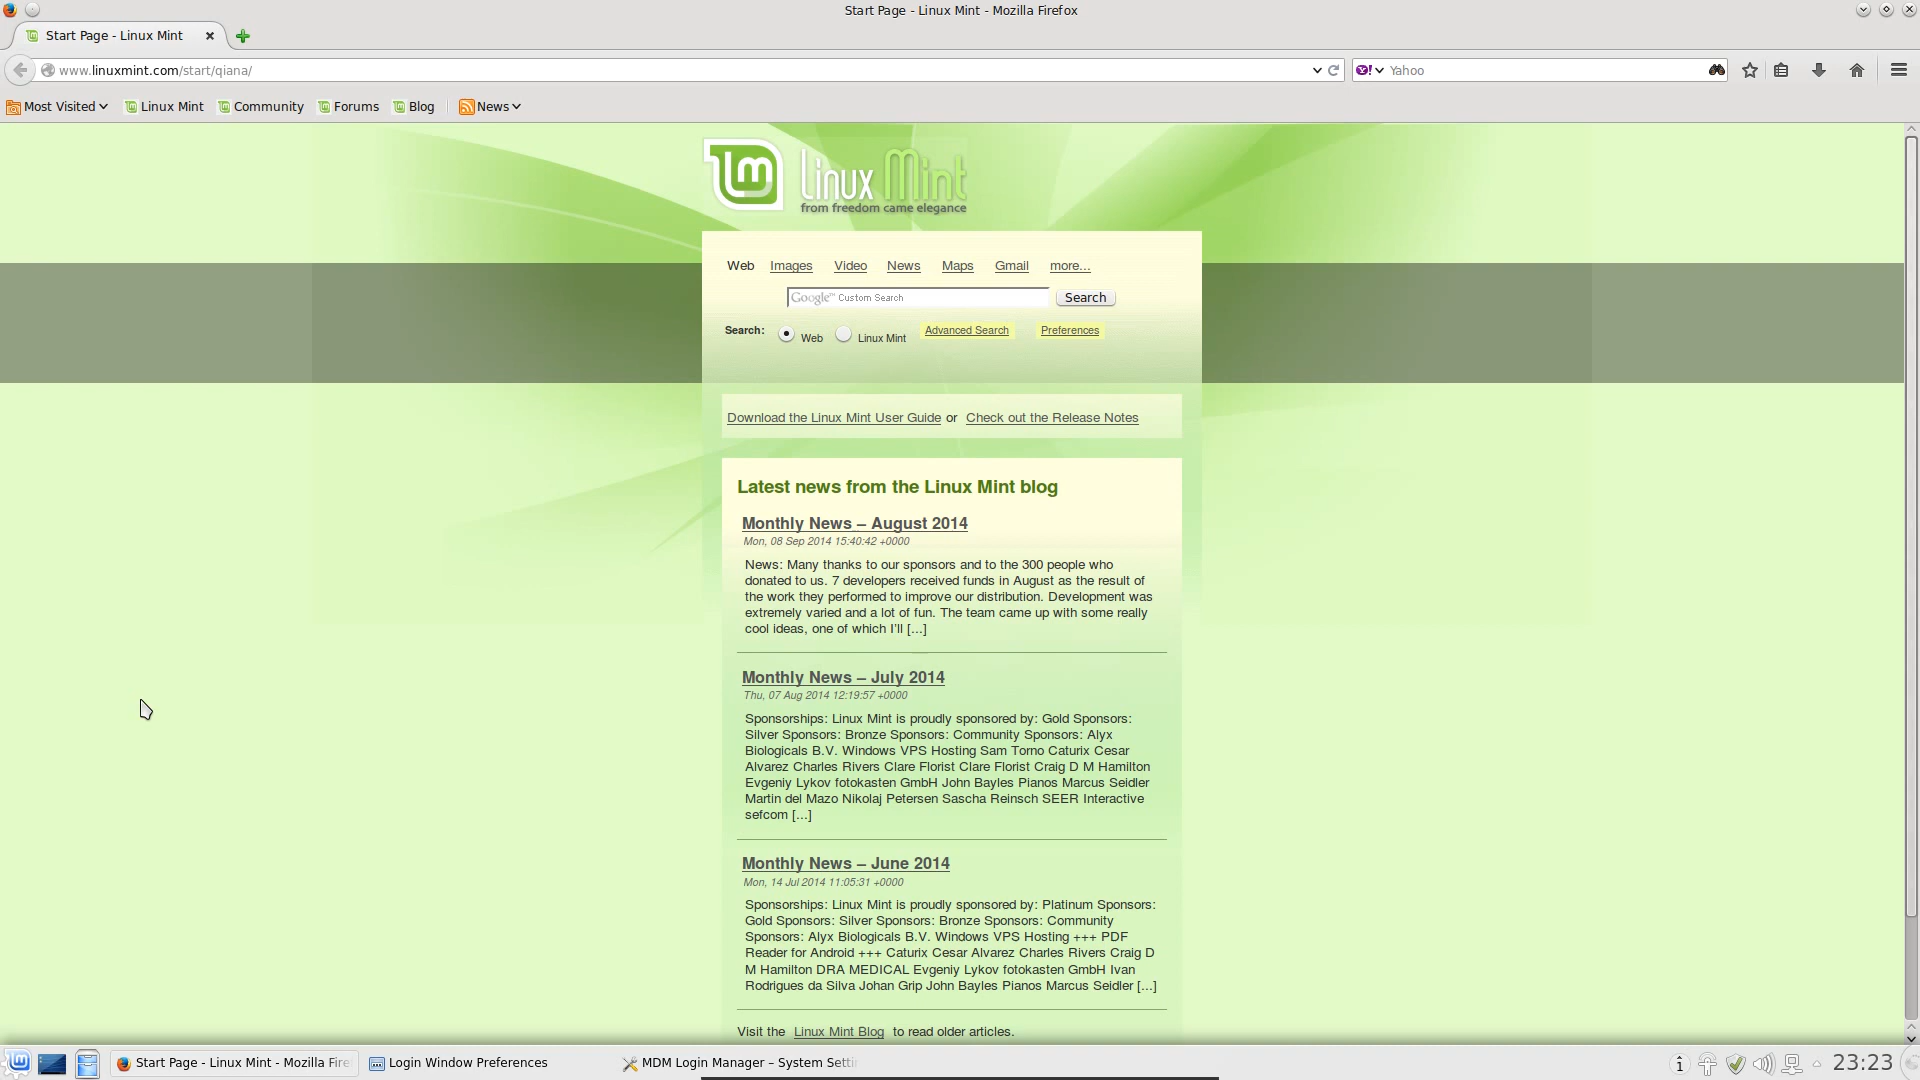 Start Page - Linux Mint - Mozilla Firefox
Start Page - Linux Mint
www.linuxmint.com/start/qiana/
Yahoo
Most Visited Linux Mint Community Forums Blog News
Linux Mint
from freedom came elegance
Web Images Video News Maps Gmail more...
Google™ Custom Search Search
Search: Web Linux Mint Advanced Search Preferences
Download the Linux Mint User Guide or Check out the Release Notes
Latest news from the Linux Mint blog
Monthly News – August 2014
Mon, 08 Sep 2014 15:40:42 +0000
News: Many thanks to our sponsors and to the 300 people who
donated to us. 7 developers received funds in August as the result of
the work they performed to improve our distribution. Development was
extremely varied and a lot of fun. The team came up with some really
cool ideas, one of which I'll [...]
Monthly News – July 2014
Thu, 07 Aug 2014 12:19:57 +0000
Sponsorships: Linux Mint is proudly sponsored by: Gold Sponsors:
Silver Sponsors: Bronze Sponsors: Community Sponsors: Alyx
Biologicals B.V. Windows VPS Hosting Sam Torno Caturix Cesar
Alvarez Charles Rivers Clare Florist Clare Florist Craig D M Hamilton
Evgeniy Lykov fotokasten GmbH John Bayles Pianos Marcus Seidler
Martin del Mazo Nikolaj Petersen Sascha Reinsch SEER Interactive
sefcom [...]
Monthly News – June 2014
Mon, 14 Jul 2014 11:05:31 +0000
Sponsorships: Linux Mint is proudly sponsored by: Platinum Sponsors:
Gold Sponsors: Silver Sponsors: Bronze Sponsors: Community
Sponsors: Alyx Biologicals B.V. Windows VPS Hosting +++ PDF
Reader for Android +++ Caturix Cesar Alvarez Charles Rivers Craig D
M Hamilton DRA MEDICAL Evgeniy Lykov fotokasten GmbH Ivan
Rodrigues da Silva Johan Grip John Bayles Pianos Marcus Seidler [...]
Visit the Linux Mint Blog to read older articles.
Start Page - Linux Mint - Mozilla Fire Login Window Preferences MDM Login Manager – System Setti 23:23